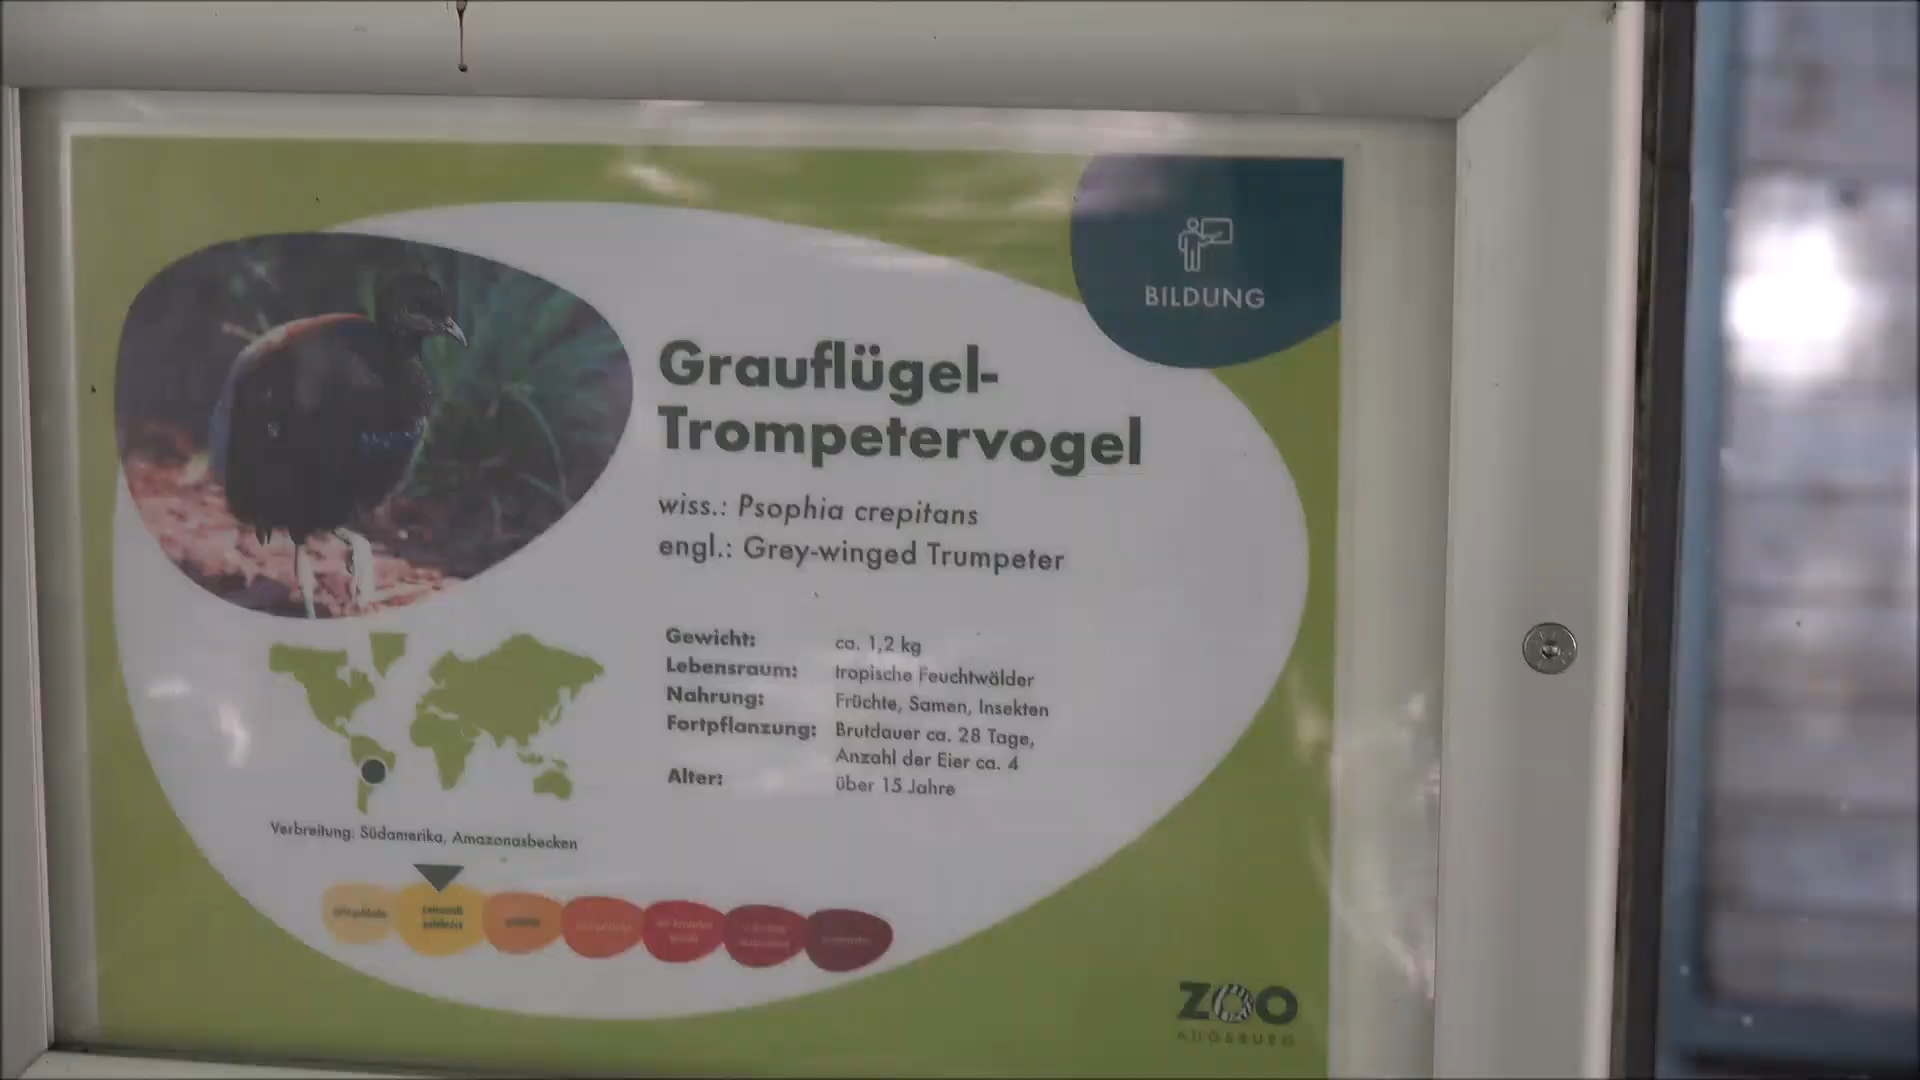 BILDUNG
Grauflügel-
Trompetervogel
wiss.: Psophia crepitans
engl.: Grey-winged Trumpeter
Gewicht: ca. 1,2 kg
Lebensraum: tropische Feuchtwälder
Nahrung: Früchte, Samen, Insekten
Fortpflanzung: Brutdauer ca. 28 Tage,
Anzahl der Eier ca. 4
Alter: über 15 Jahre
Verbreitung: Südamerika, Amazonasbecken
ZOO
AUGSBURG